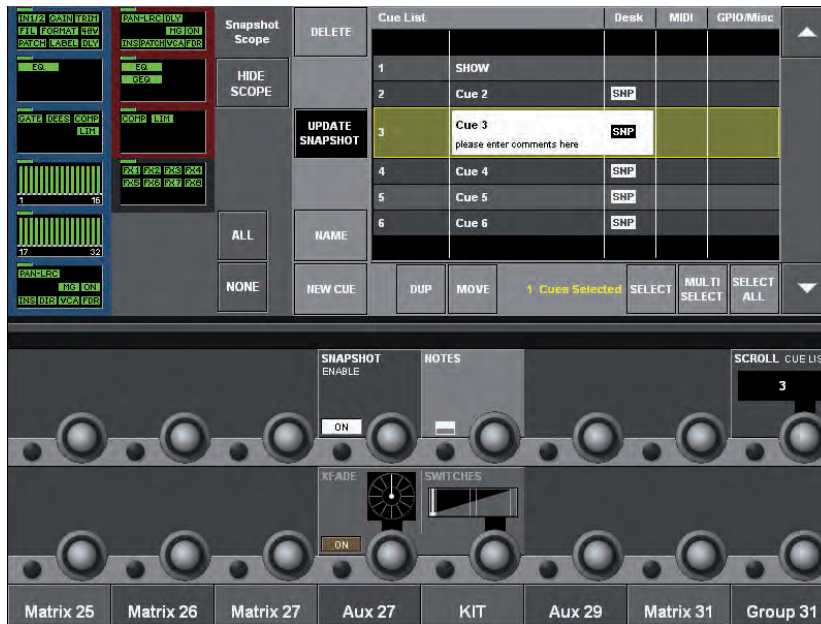 IN1/2 GAIN TRIM
FIL FORMAT 48V
PATCH LABEL DLY
EQ
GATE DEES COMP
LIM
1 16
17 32
PAN-LRC
MG ON
INS DIR VCA FDR
PAN-LRC DLY
MG ON
INS PATCH VCA FDR
EQ
GEQ
COMP LIM
FX1 FX2 FX3 FX4
FX5 FX6 FX7 FX8
Snapshot
Scope
HIDE
SCOPE
ALL
NONE
DELETE
UPDATE
SNAPSHOT
NAME
NEW CUE
Cue List Desk MIDI GPIO/Misc
1 SHOW
2 Cue 2 SNP
3 Cue 3 SNP
please enter comments here
4 Cue 4 SNP
5 Cue 5 SNP
6 Cue 6 SNP
DUP
MOVE
1 Cues Selected
SELECT
MULTI
SELECT
SELECT
ALL
SNAPSHOT
ENABLE
ON
NOTES
SCROLL CUE LIS
3
XFADE
ON
SWITCHES
Matrix 25 Matrix 26 Matrix 27 Aux 27 KIT Aux 29 Matrix 31 Group 31